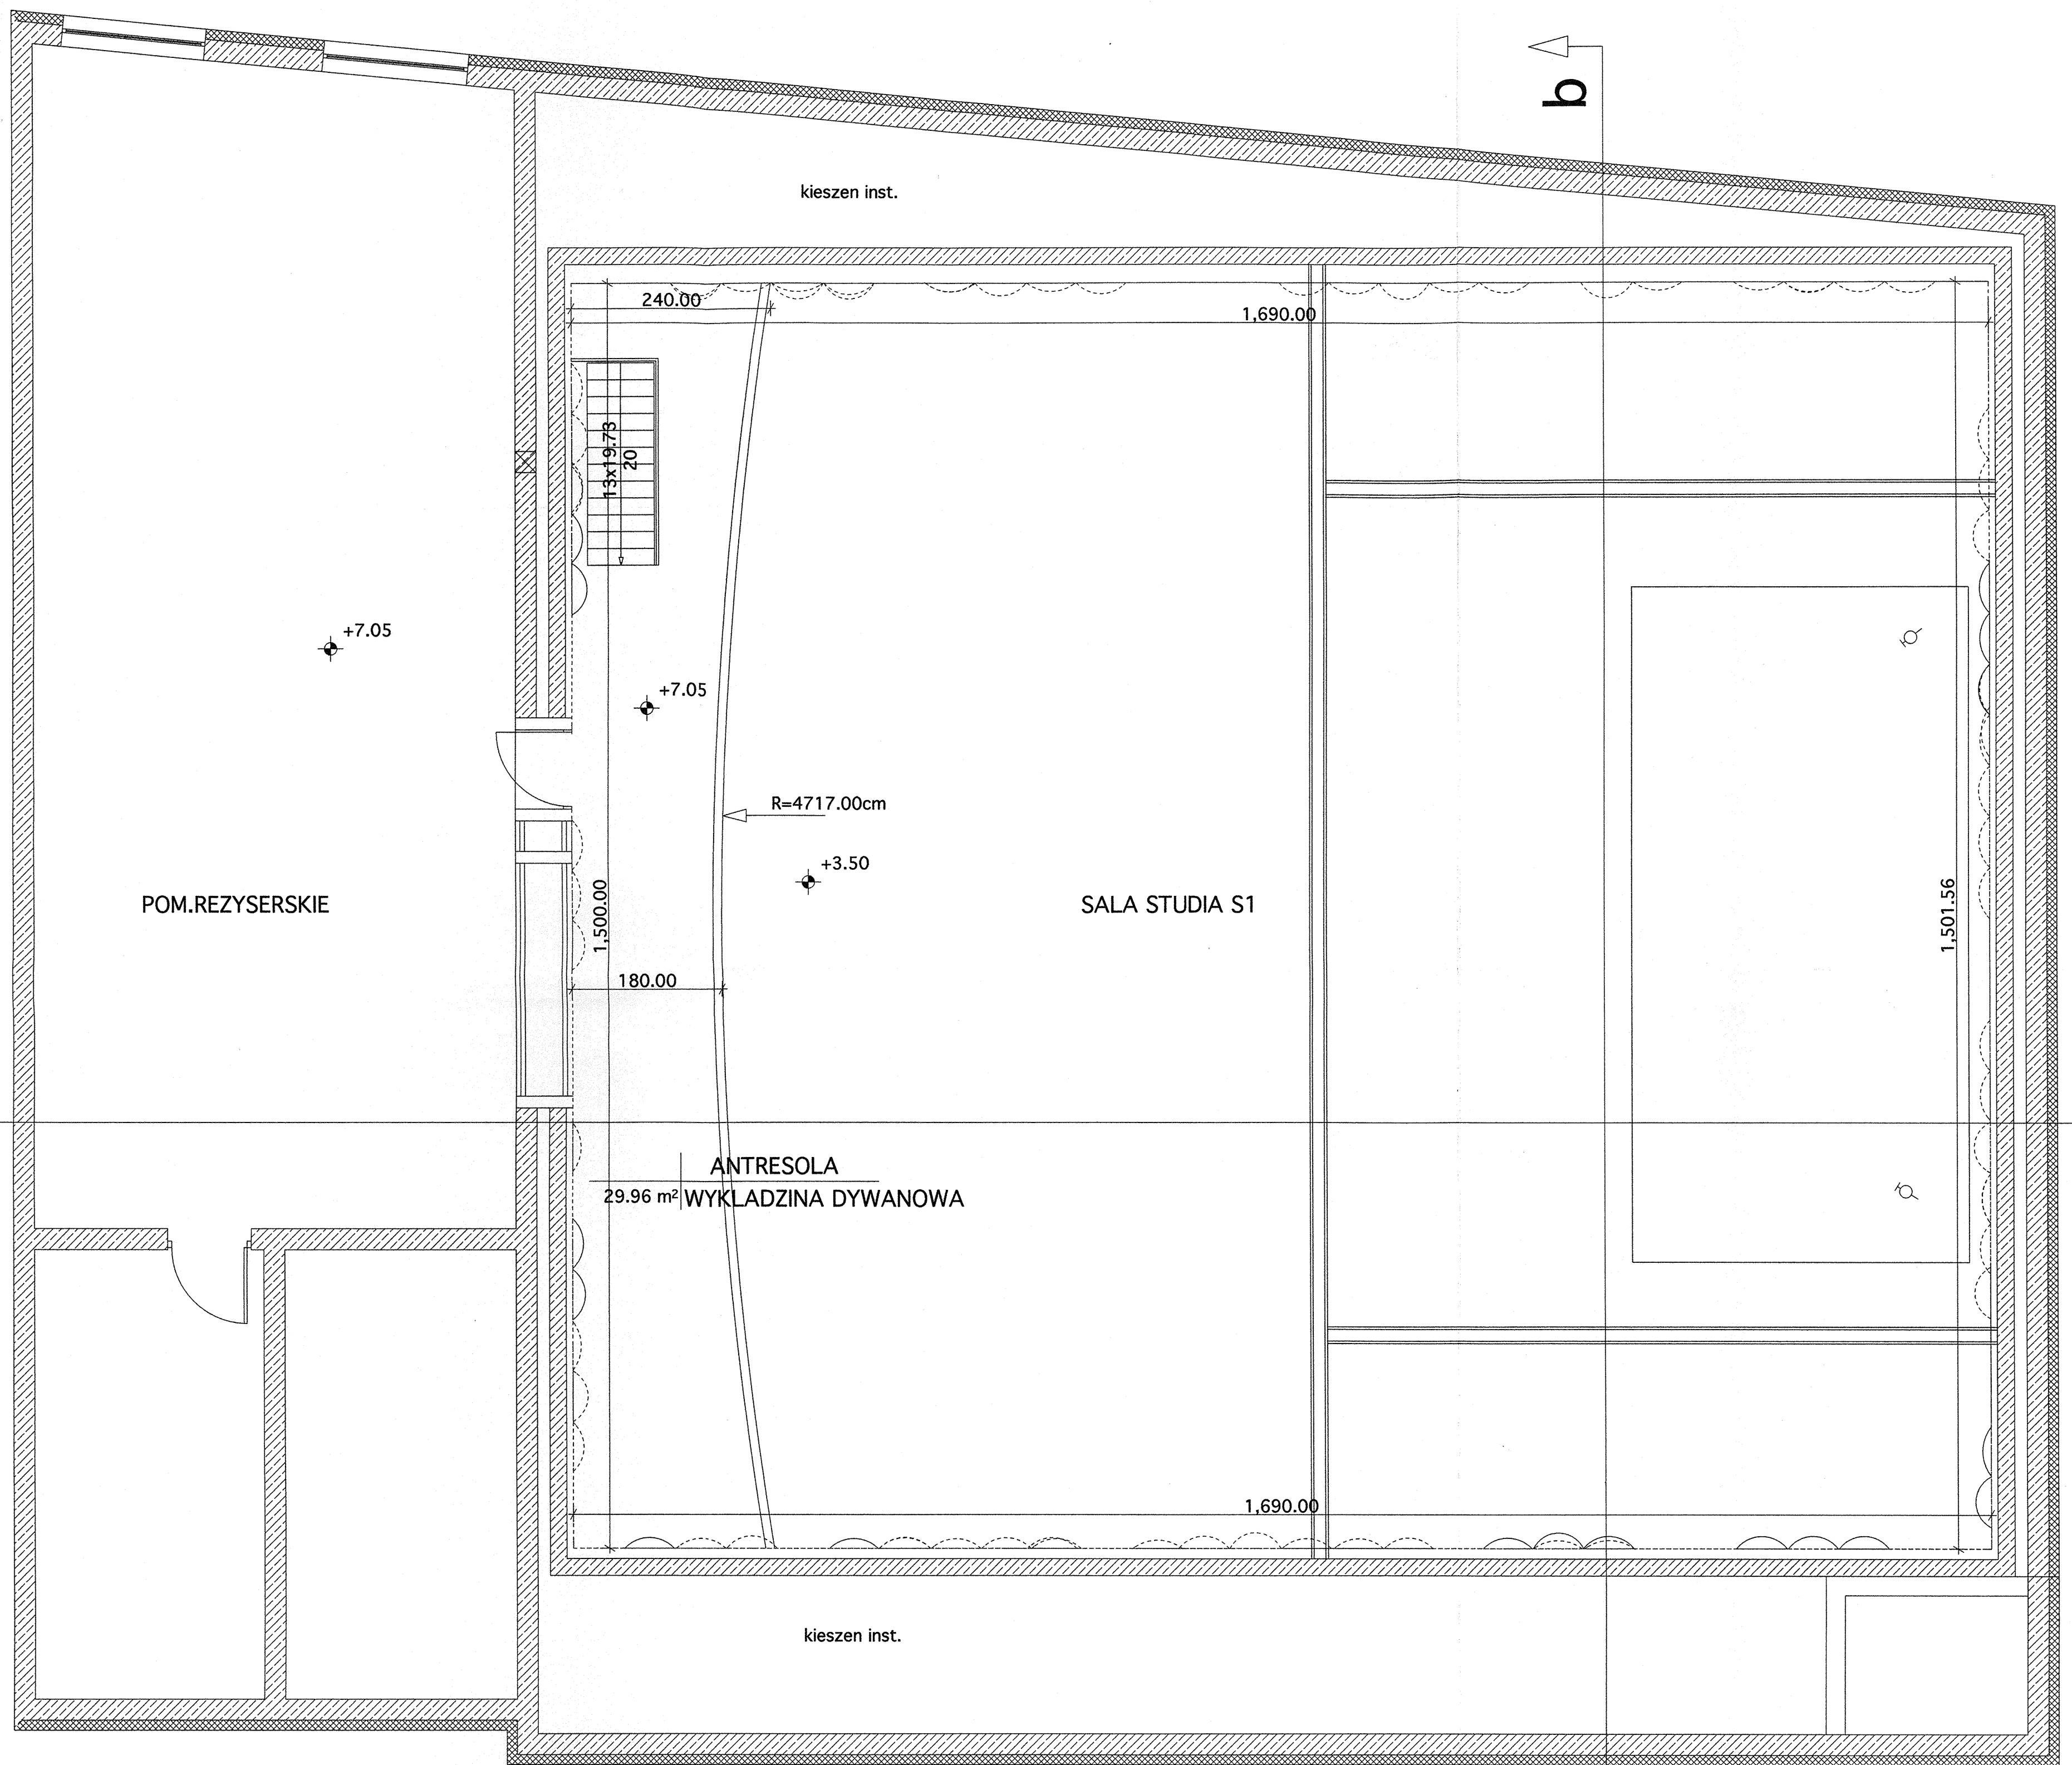 b
kieszen inst.
240.00
1,690.00
13x19.73
20
+7.05
+7.05
R=4717.00cm
+3.50
POM.REZYSERSKIE
SALA STUDIA S1
1,500.00
1,501.56
180.00
ANTRESOLA
29.96 m² WYKLADZINA DYWANOWA
1,690.00
kieszen inst.